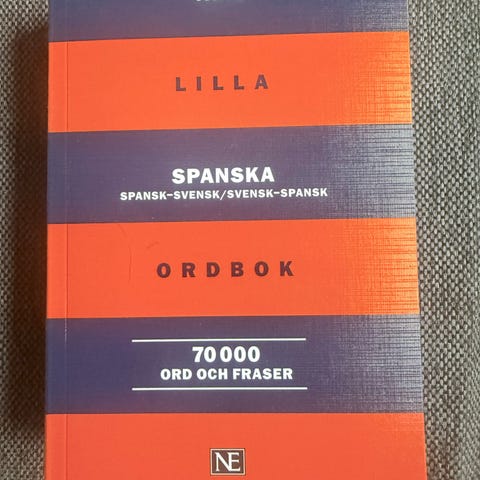 LILLA
SPANSKA
SPANSK–SVENSK/SVENSK–SPANSK
ORDBOK
70 000
ORD OCH FRASER
NE